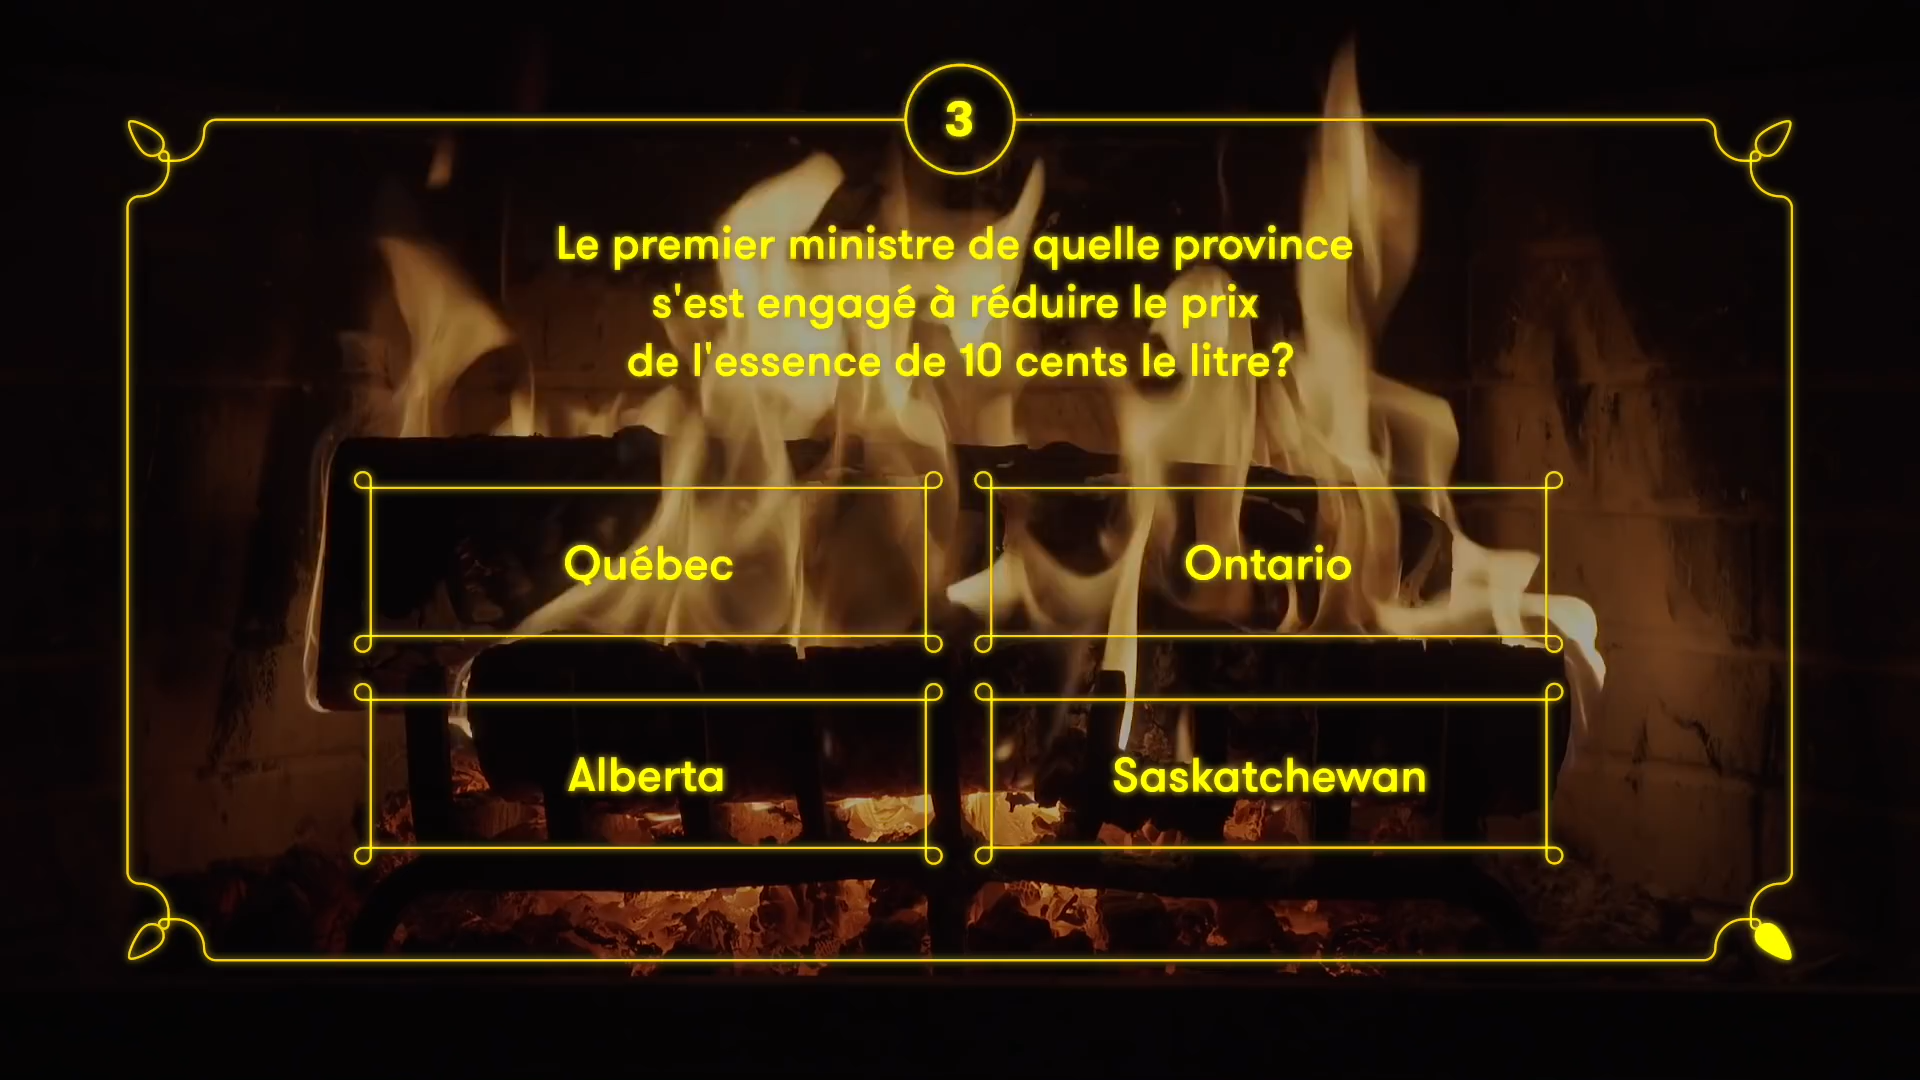 3
Le premier ministre de quelle province
s'est engagé à réduire le prix
de l'essence de 10 cents le litre?
Québec
Ontario
Alberta
Saskatchewan